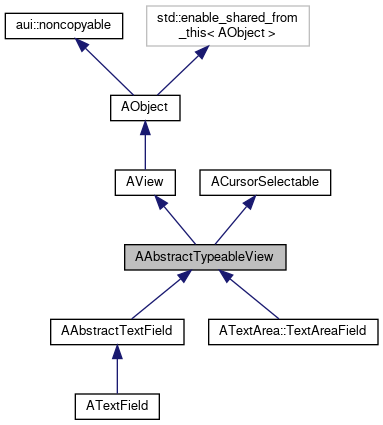 aui::noncopyable
std::enable_shared_from
_this< AObject >
AObject
AView
ACursorSelectable
AAbstractTypeableView
AAbstractTextField
ATextArea::TextAreaField
ATextField